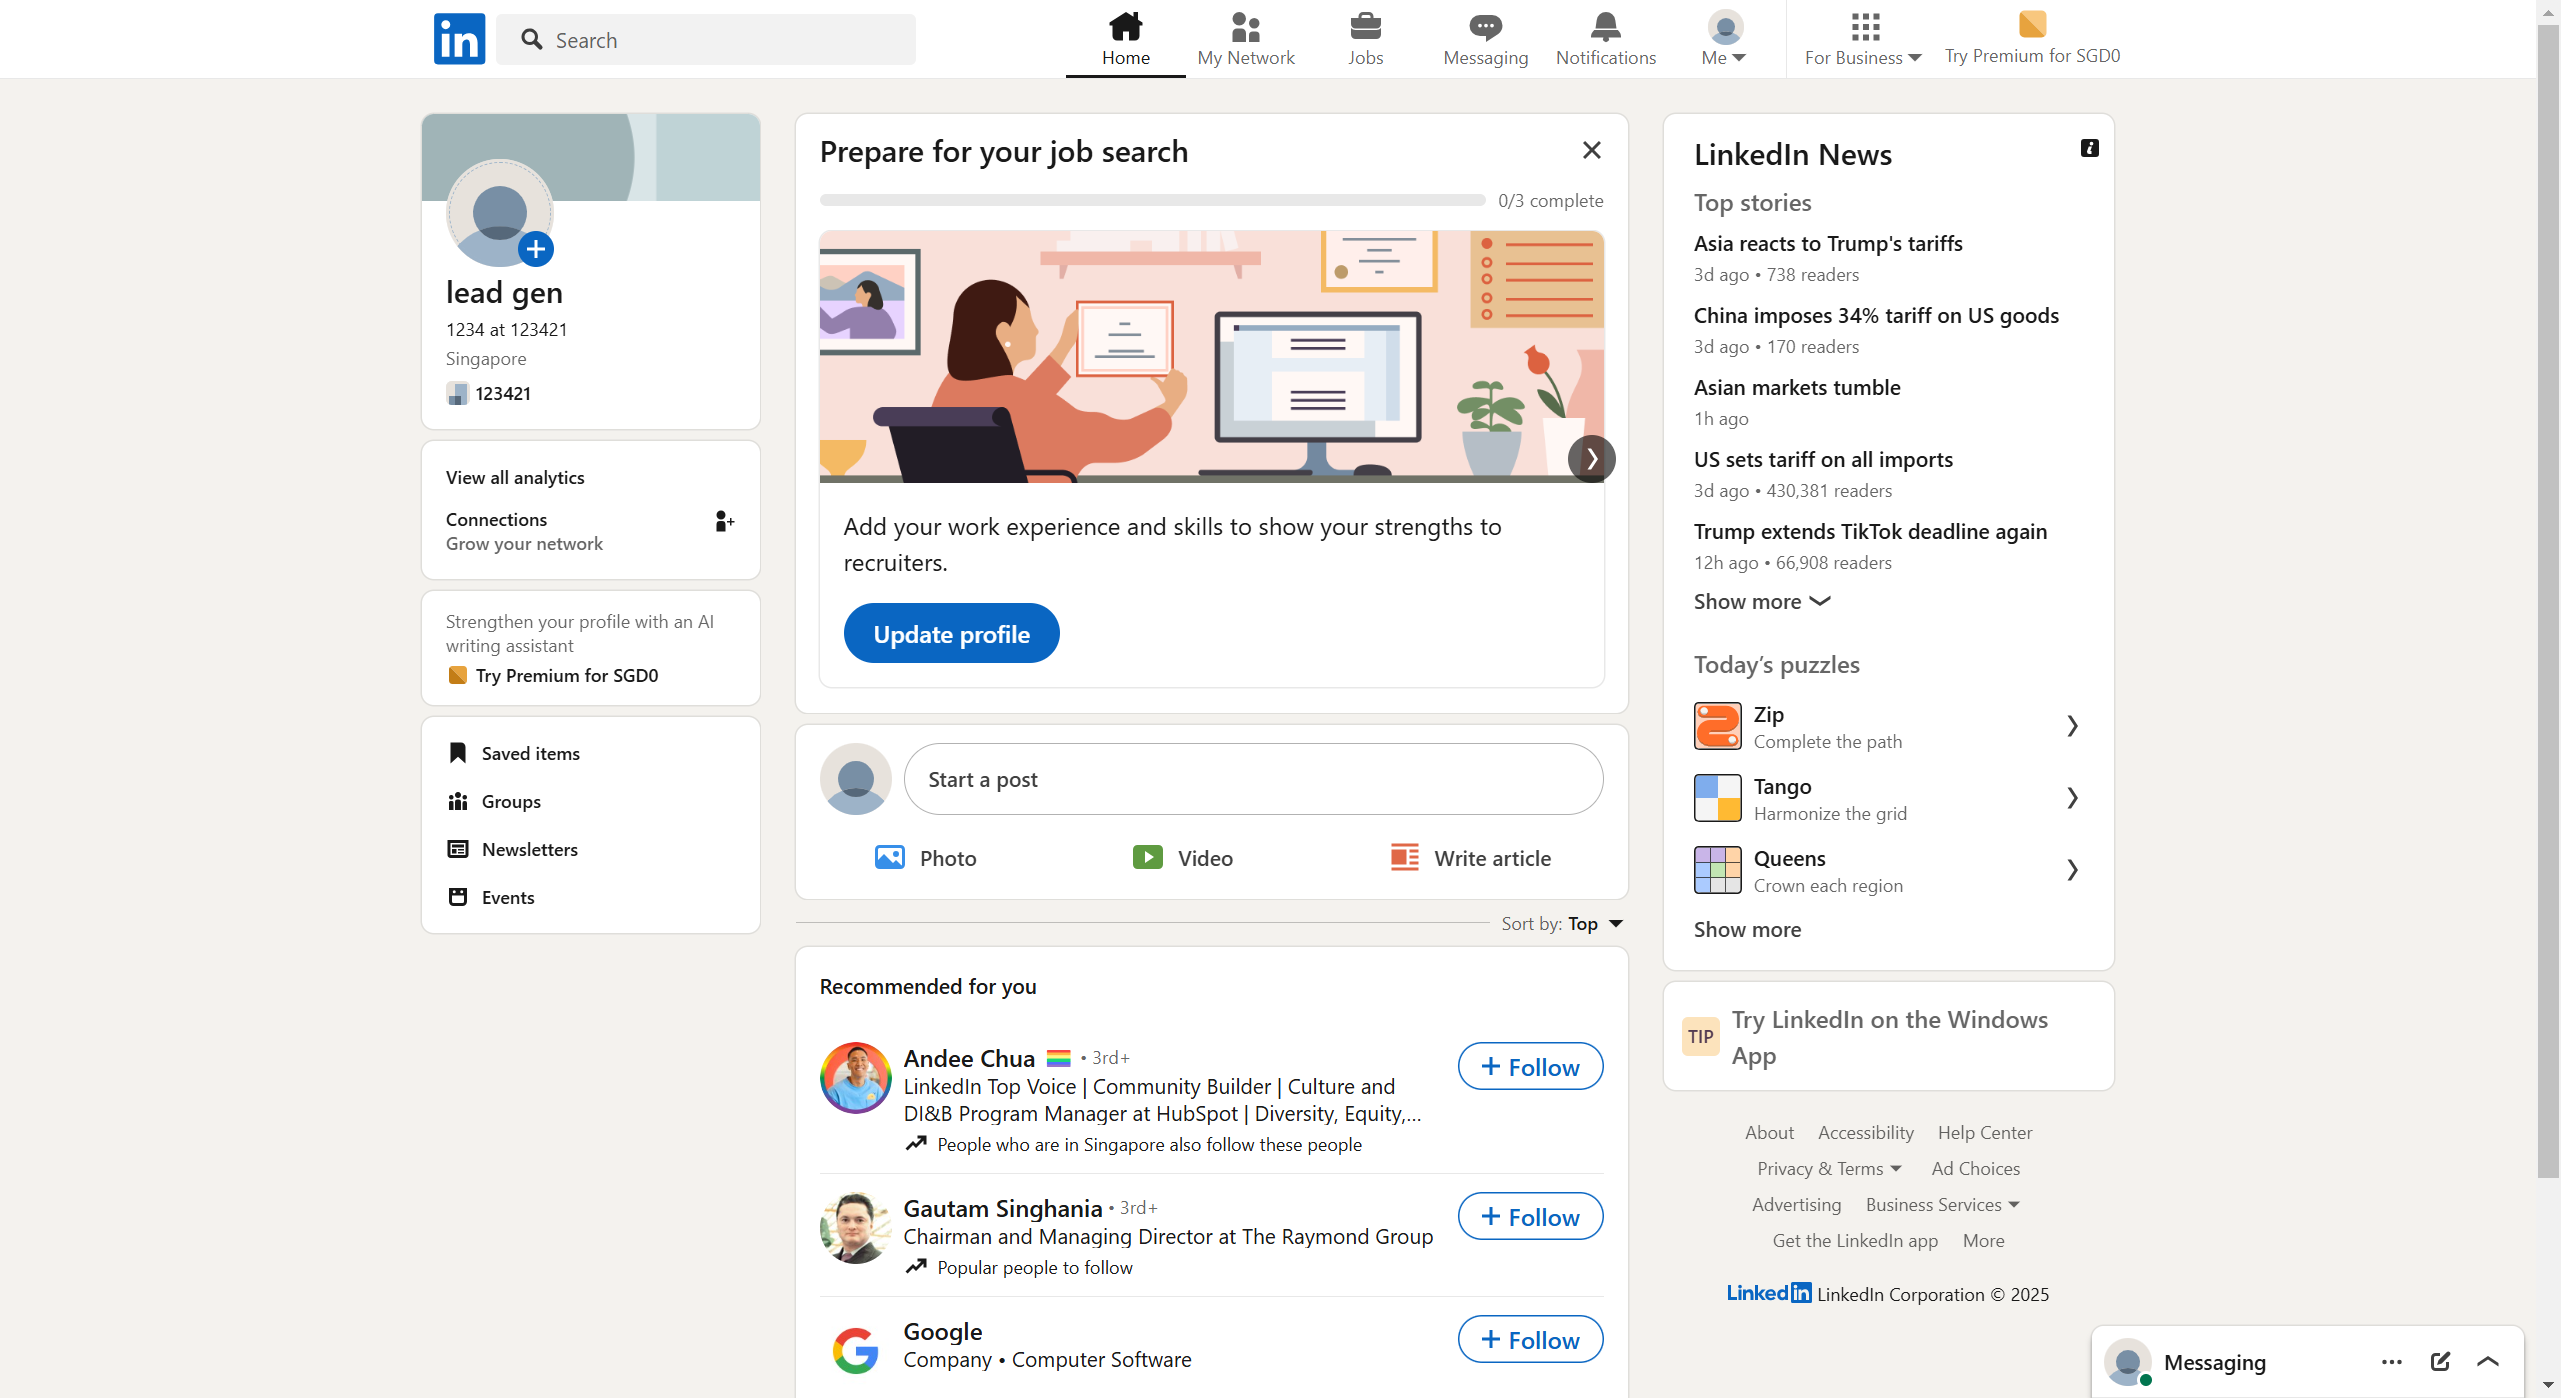 in
Search
Home
My Network
Jobs
Messaging
Notifications
Me
For Business
Try Premium for SGD0
lead gen
1234 at 123421
Singapore
123421
View all analytics
Connections
Grow your network
Strengthen your profile with an AI
writing assistant
Try Premium for SGD0
Saved items
Groups
Newsletters
Events
Prepare for your job search
0/3 complete
Add your work experience and skills to show your strengths to
recruiters.
Update profile
Start a post
Photo
Video
Write article
Sort by: Top
Recommended for you
Andee Chua • 3rd+
LinkedIn Top Voice | Community Builder | Culture and
DI&B Program Manager at HubSpot | Diversity, Equity,...
People who are in Singapore also follow these people
+ Follow
Gautam Singhania • 3rd+
Chairman and Managing Director at The Raymond Group
Popular people to follow
+ Follow
Google
Company • Computer Software
+ Follow
LinkedIn News
Top stories
Asia reacts to Trump's tariffs
3d ago • 738 readers
China imposes 34% tariff on US goods
3d ago • 170 readers
Asian markets tumble
1h ago
US sets tariff on all imports
3d ago • 430,381 readers
Trump extends TikTok deadline again
12h ago • 66,908 readers
Show more
Today’s puzzles
Zip
Complete the path
Tango
Harmonize the grid
Queens
Crown each region
Show more
TIP
Try LinkedIn on the Windows
App
About Accessibility Help Center
Privacy & Terms Ad Choices
Advertising Business Services
Get the LinkedIn app More
LinkedIn LinkedIn Corporation © 2025
Messaging